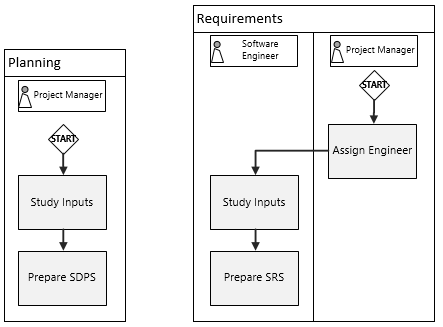 Planning
Project Manager
START
Study Inputs
Prepare SDPS
Requirements
Software
Engineer
Project Manager
START
Assign Engineer
Study Inputs
Prepare SRS